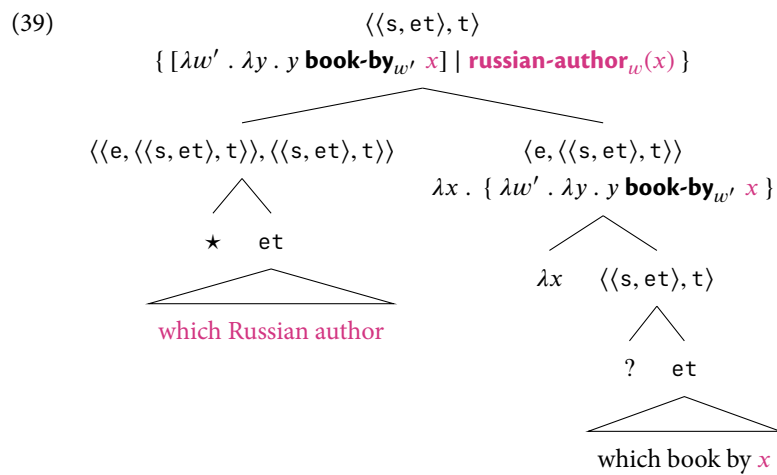 (39)
⟨⟨s, et⟩, t⟩
{ [λw′ . λy . y book-by_w′ x] | russian-author_w(x) }
⟨⟨e, ⟨⟨s, et⟩, t⟩⟩, ⟨⟨s, et⟩, t⟩⟩
⟨e, ⟨⟨s, et⟩, t⟩⟩
λx . { λw′ . λy . y book-by_w′ x }
★ et
λx ⟨⟨s, et⟩, t⟩
which Russian author
? et
which book by x